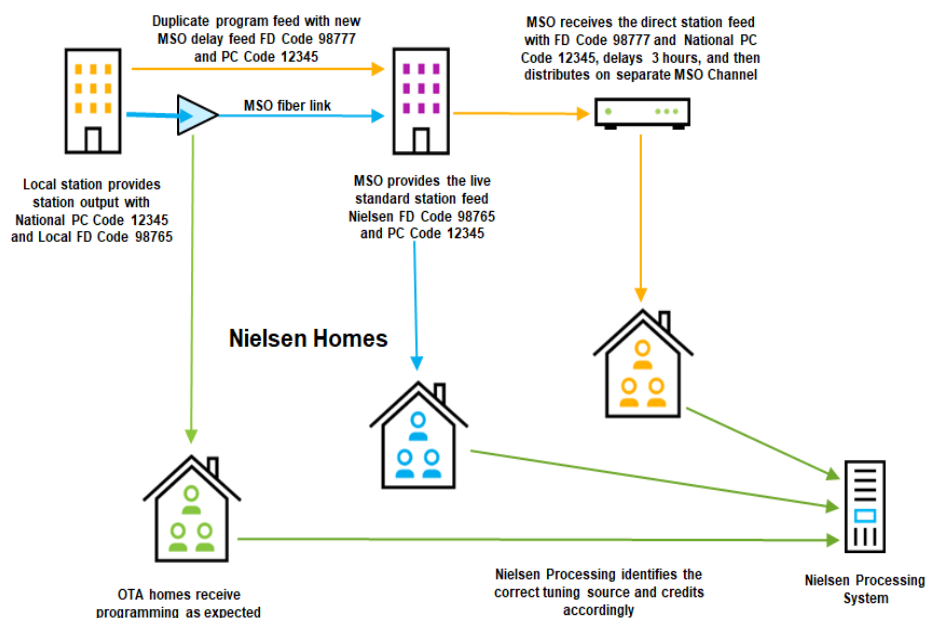 Duplicate program feed with new
MSO delay feed FD Code 98777
and PC Code 12345
MSO receives the direct station feed
with FD Code 98777 and National PC
Code 12345, delays 3 hours, and then
distributes on separate MSO Channel
MSO fiber link
Local station provides
station output with
National PC Code 12345
and Local FD Code 98765
MSO provides the live
standard station feed
Nielsen FD Code 98765
and PC Code 12345
Nielsen Homes
OTA homes receive
programming as expected
Nielsen Processing identifies the
correct tuning source and credits
accordingly
Nielsen Processing
System